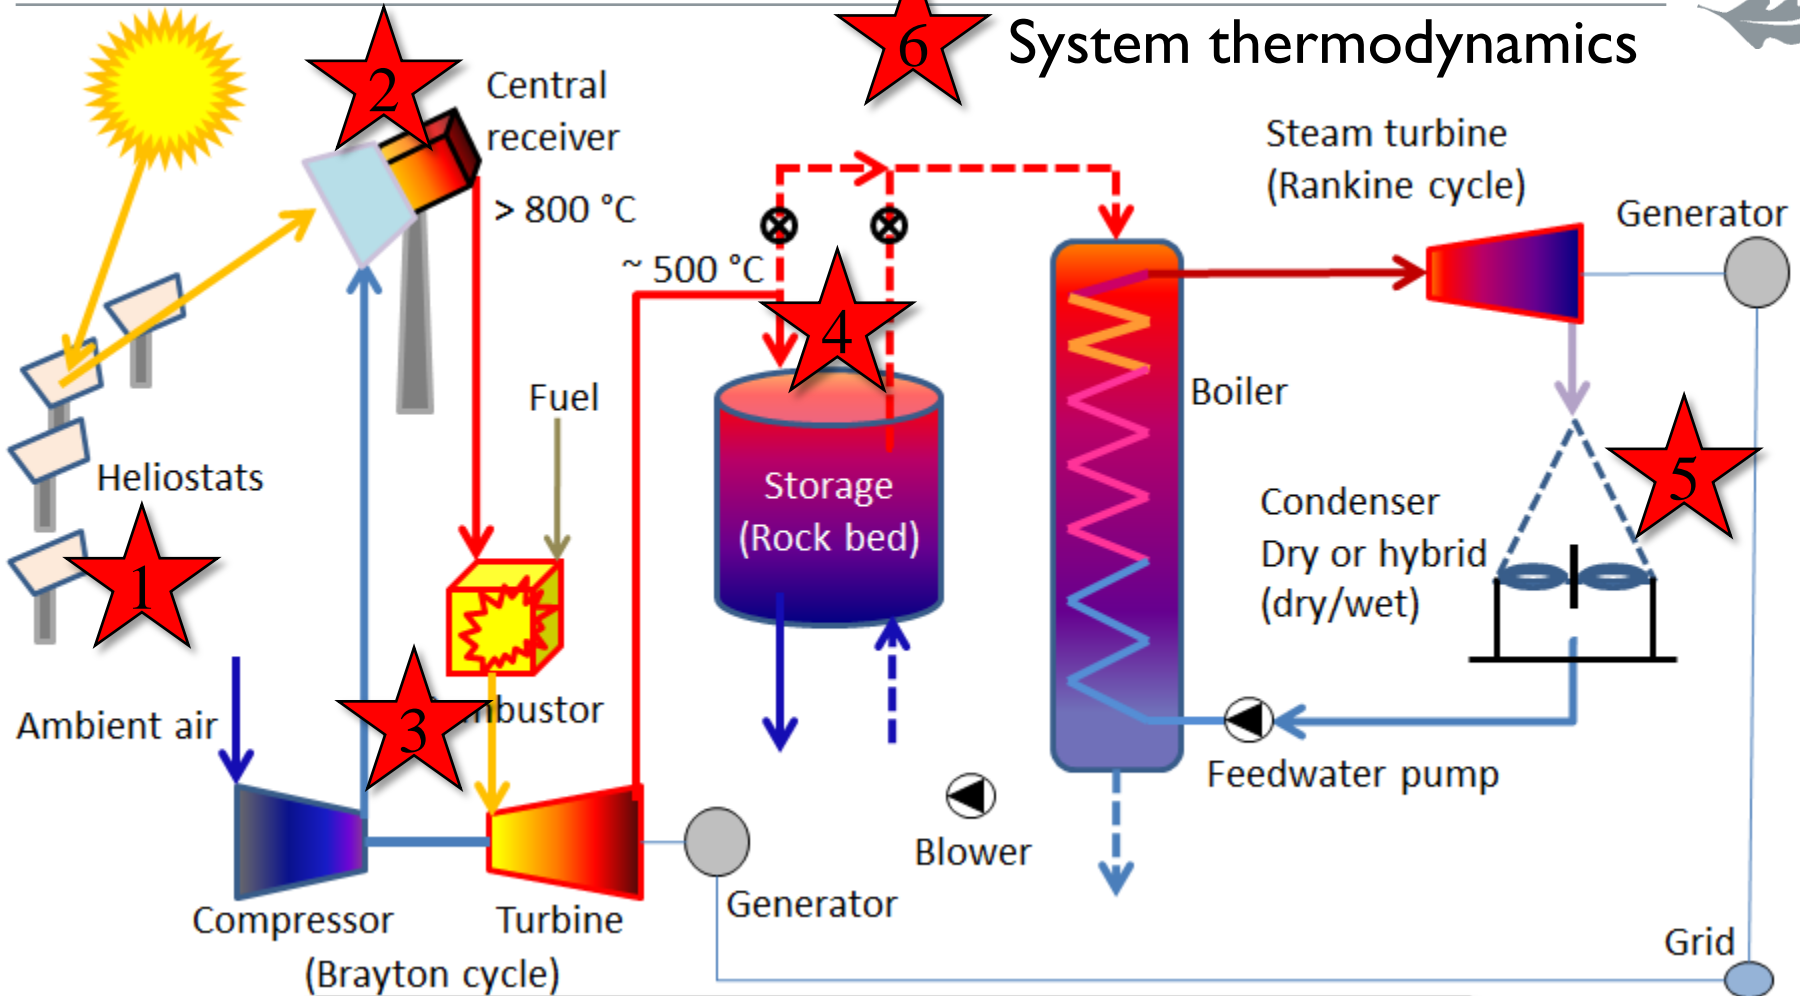 6 System thermodynamics
2
Central
receiver
> 800 °C
~ 500 °C
Steam turbine
(Rankine cycle)
Generator
4
Fuel
Boiler
Heliostats
Storage
(Rock bed)
5
Condenser
Dry or hybrid
(dry/wet)
1
Ambient air
3
mbustor
Feedwater pump
Blower
Compressor
Turbine
Generator
(Brayton cycle)
Grid